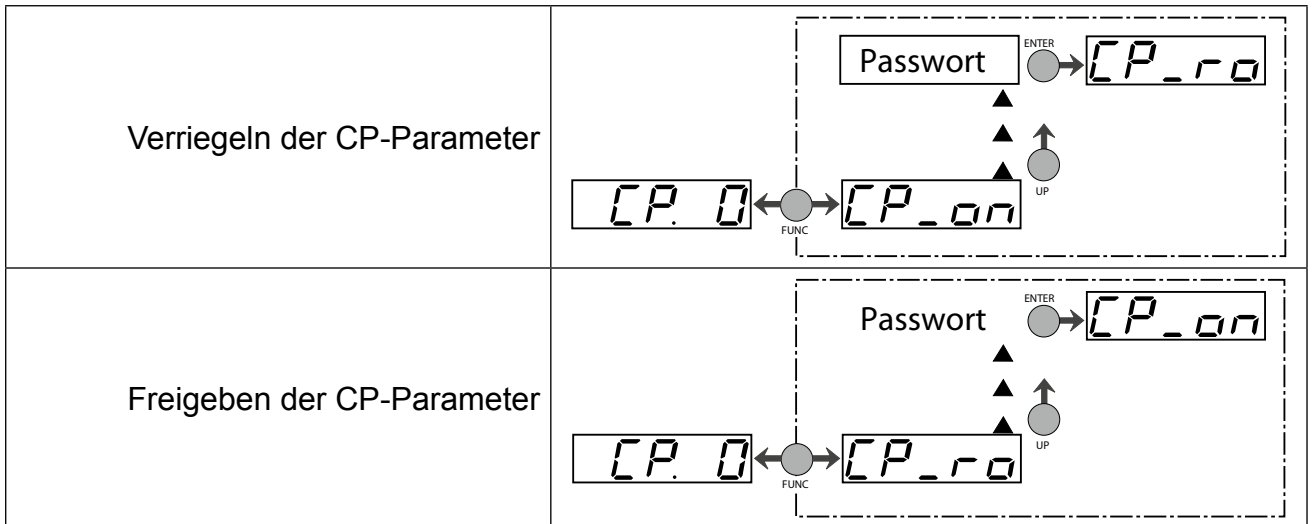 Verriegeln der CP-Parameter
Passwort
ENTER
CP_ro
UP
CP. 0
FUNC
CP_on
Freigeben der CP-Parameter
Passwort
ENTER
CP_on
UP
CP. 0
FUNC
CP_ro